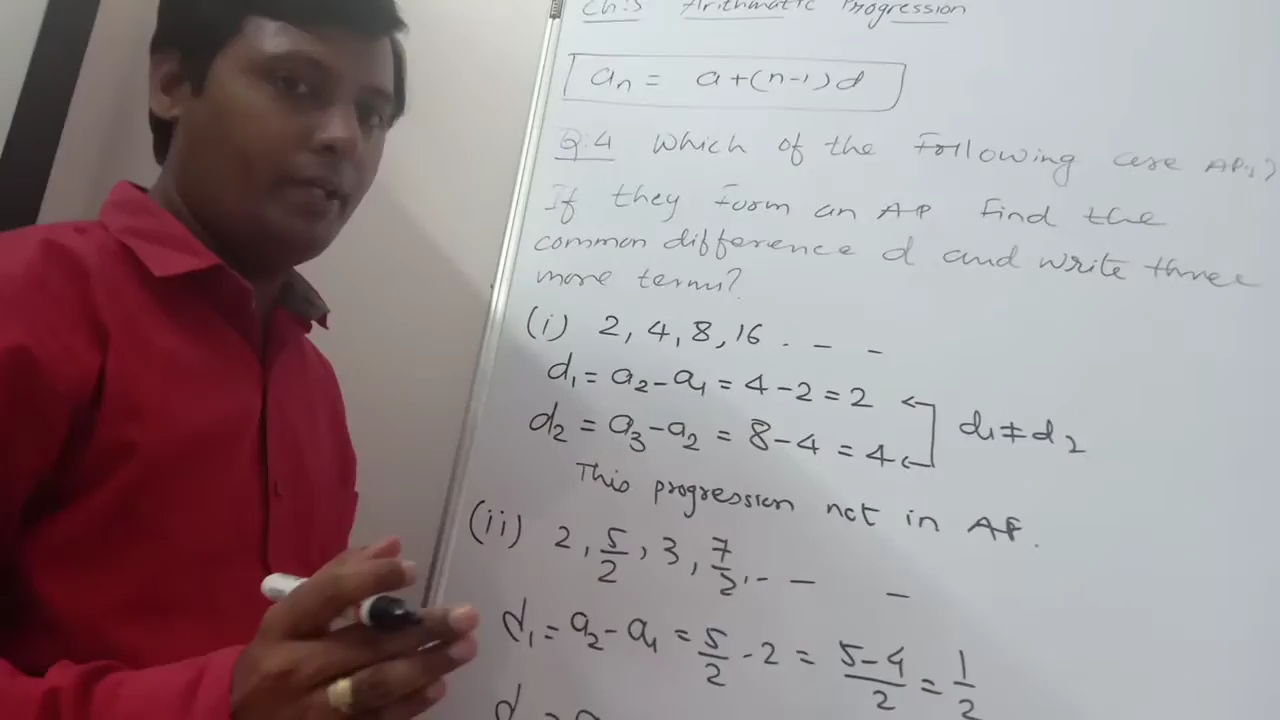 Ch:5 Arithmatic Progression
an = a+(n-1)d
Q:4 Which of the Following are APs?
If they Form an AP Find the
common difference d and write three
more terms?
(i) 2, 4, 8, 16 . - -
d₁ = a₂-a₁ = 4-2 = 2
d₂ = a₃-a₂ = 8-4 = 4 d₁≠d₂
This progression not in AP.
(ii) 2, 5/2, 3, 7/2, - - -
d₁ = a₂-a₁ = 5/2 - 2 = 5-4/2 = 1/2
d =